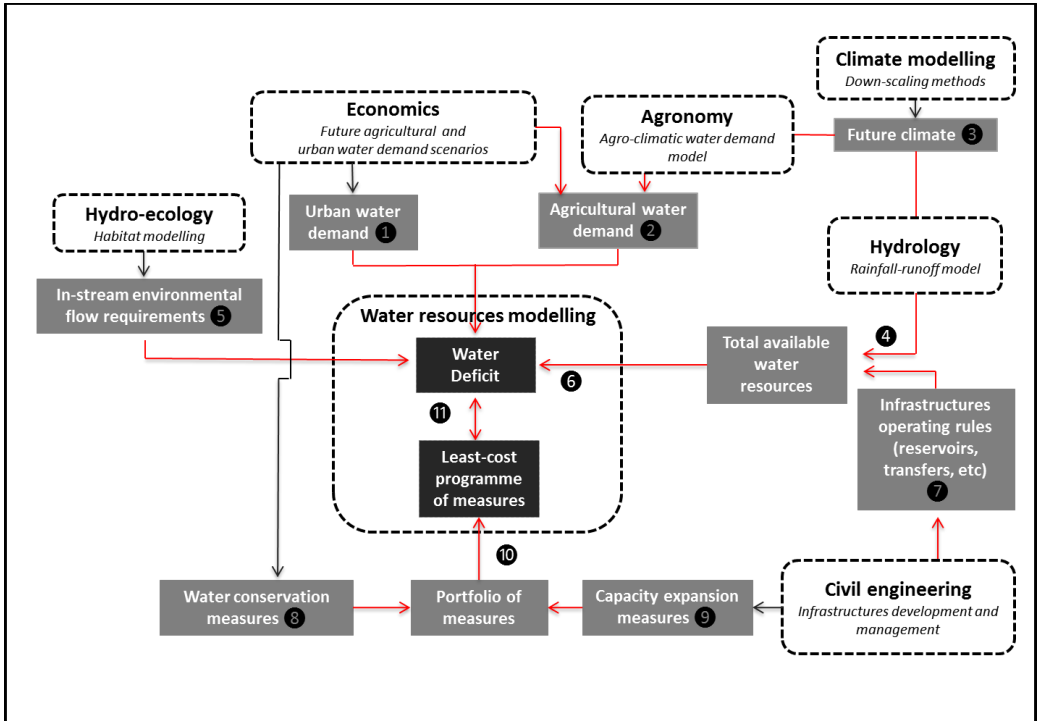 Climate modelling
Down-scaling methods
Economics
Future agricultural and
urban water demand scenarios
Agronomy
Agro-climatic water demand
model
Future climate 3
Hydro-ecology
Habitat modelling
Urban water
demand 1
Agricultural water
demand 2
Hydrology
Rainfall-runoff model
In-stream environmental
flow requirements 5
Water resources modelling
4
Water
Deficit
6
Total available
water
resources
11
Infrastructures
operating rules
(reservoirs,
transfers, etc)
7
Least-cost
programme
of measures
10
Water conservation
measures 8
Portfolio of
measures
Capacity expansion
measures 9
Civil engineering
Infrastructures development and
management